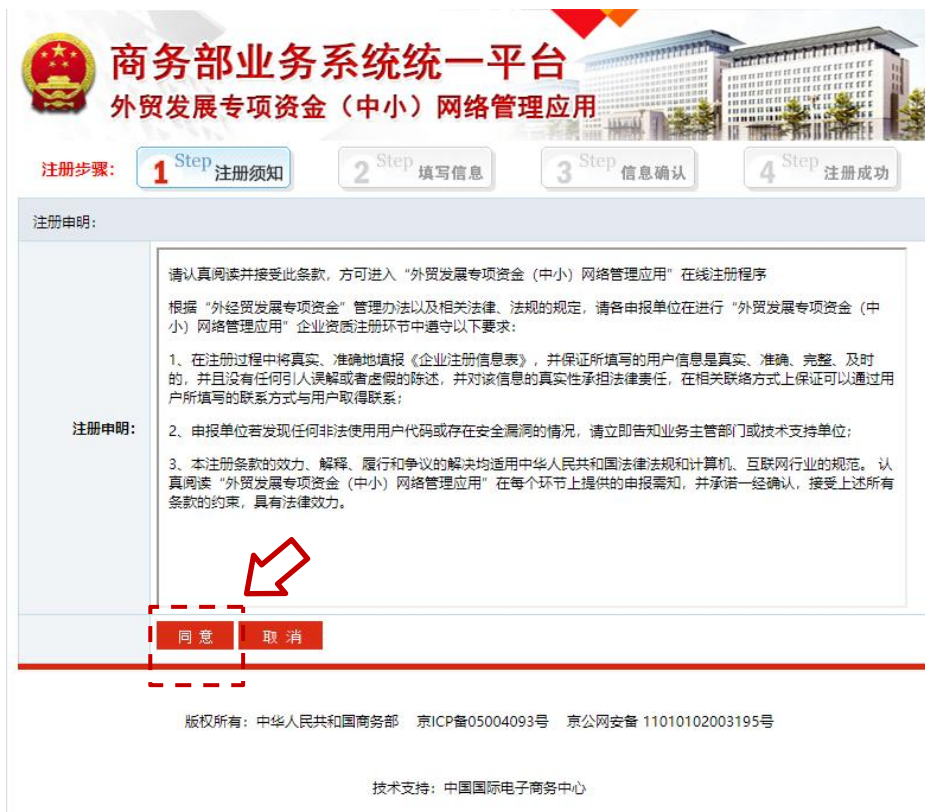 商务部业务系统统一平台
外贸发展专项资金（中小）网络管理应用
注册步骤：
1 Step 注册须知
2 Step 填写信息
3 Step 信息确认
4 Step 注册成功
注册申明：
请认真阅读并接受此条款，方可进入“外贸发展专项资金（中小）网络管理应用”在线注册程序
根据“外经贸发展专项资金”管理办法以及相关法律、法规的规定，请各申报单位在进行“外贸发展专项资金（中
小）网络管理应用”企业资质注册环节中遵守以下要求：
1、在注册过程中将真实、准确地填报《企业注册信息表》，并保证所填写的用户信息是真实、准确、完整、及时
的，并且没有任何引人误解或者虚假的陈述，并对该信息的真实性承担法律责任，在相关联络方式上保证可以通过用
户所填写的联系方式与用户取得联系；
注册申明：
2、申报单位若发现任何非法使用用户代码或存在安全漏洞的情况，请立即告知业务主管部门或技术支持单位；
3、本注册条款的效力、解释、履行和争议的解决均适用中华人民共和国法律法规和计算机、互联网行业的规范。 认
真阅读“外贸发展专项资金（中小）网络管理应用”在每个环节上提供的申报需知，并承诺一经确认，接受上述所有
条款的约束，具有法律效力。
同 意
取 消
版权所有：中华人民共和国商务部 京ICP备05004093号 京公网安备 11010102003195号
技术支持：中国国际电子商务中心